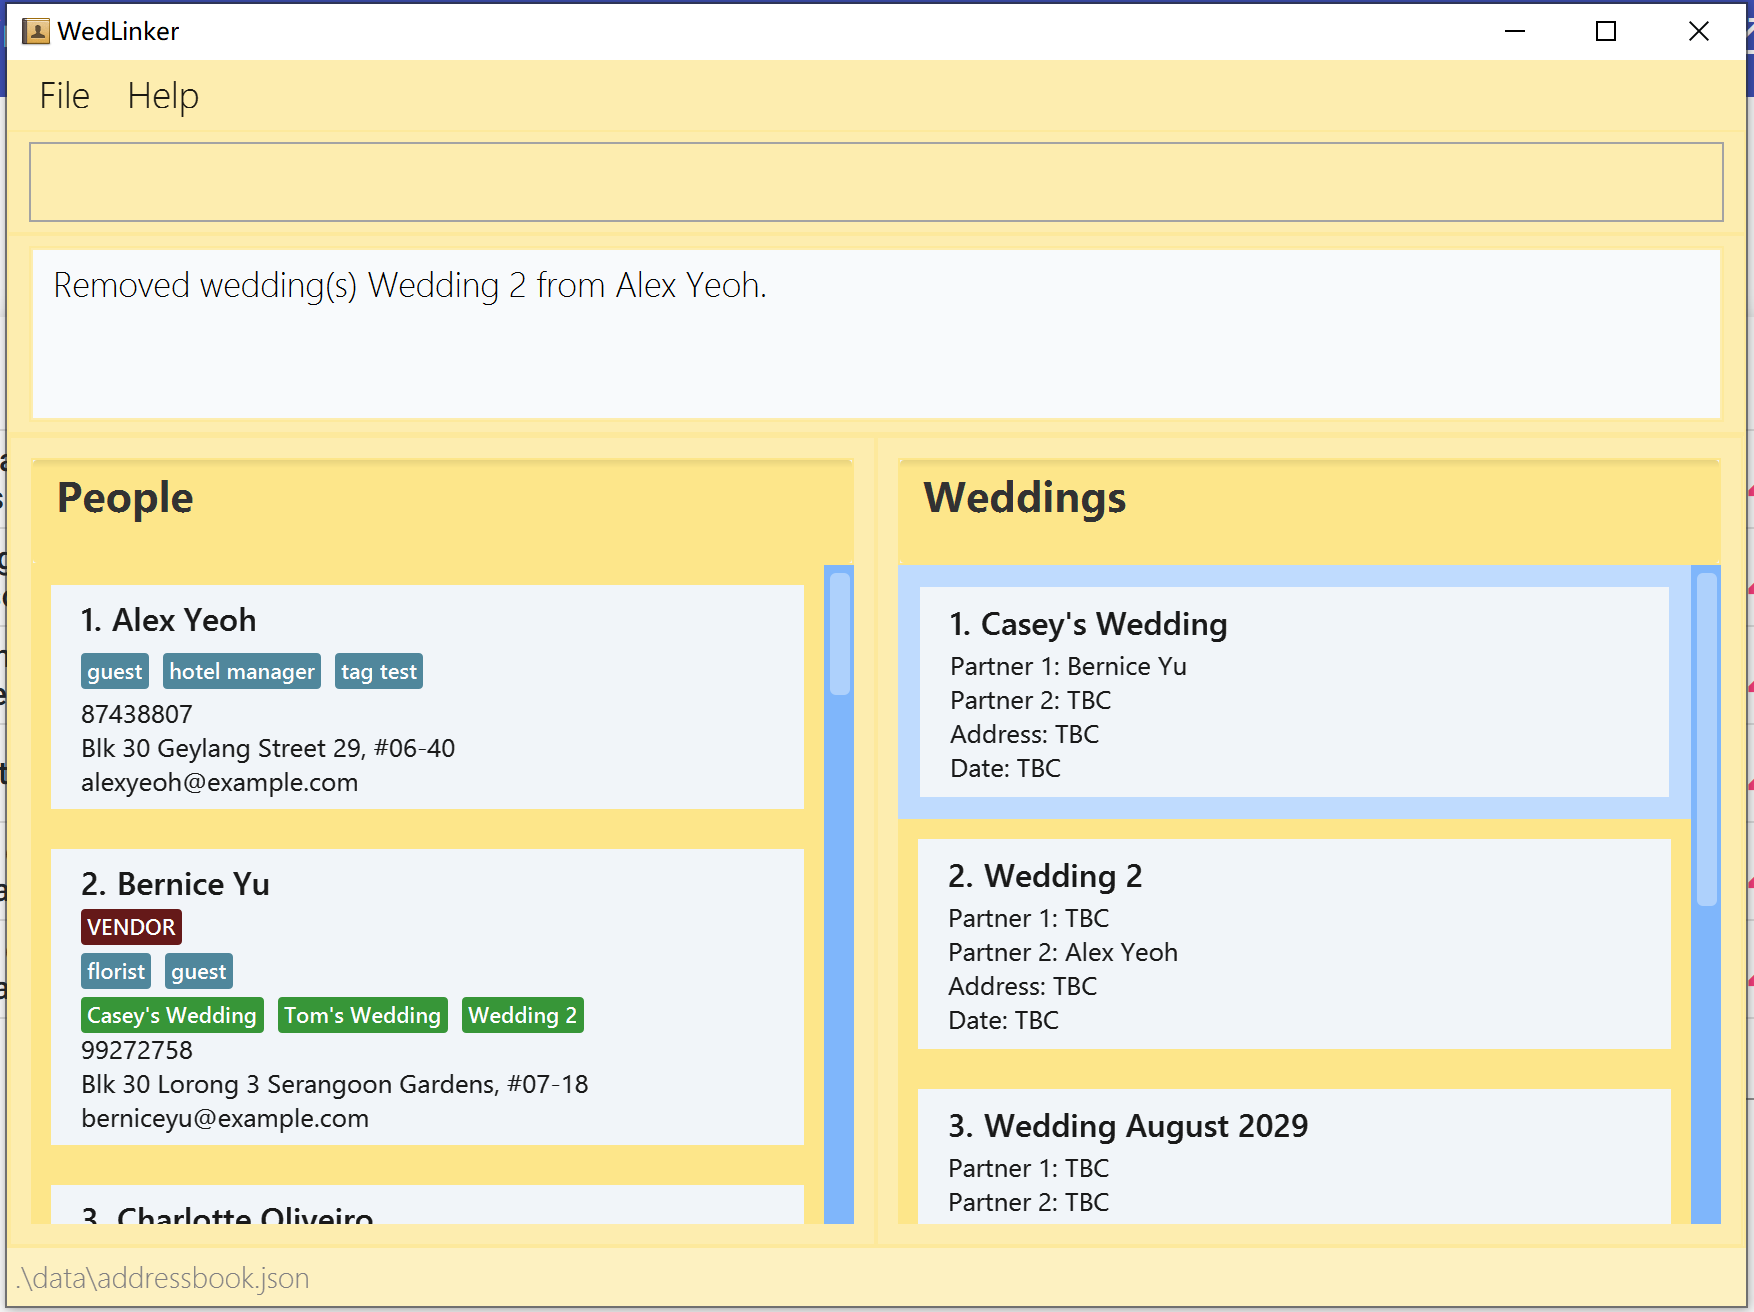 WedLinker
File Help
Removed wedding(s) Wedding 2 from Alex Yeoh.
People
1. Alex Yeoh
guest hotel manager tag test
87438807
Blk 30 Geylang Street 29, #06-40
alexyeoh@example.com
2. Bernice Yu
VENDOR
florist guest
Casey's Wedding Tom's Wedding Wedding 2
99272758
Blk 30 Lorong 3 Serangoon Gardens, #07-18
berniceyu@example.com
3. Charlotte Oliveiro
Weddings
1. Casey's Wedding
Partner 1: Bernice Yu
Partner 2: TBC
Address: TBC
Date: TBC
2. Wedding 2
Partner 1: TBC
Partner 2: Alex Yeoh
Address: TBC
Date: TBC
3. Wedding August 2029
Partner 1: TBC
Partner 2: TBC
.\data\addressbook.json